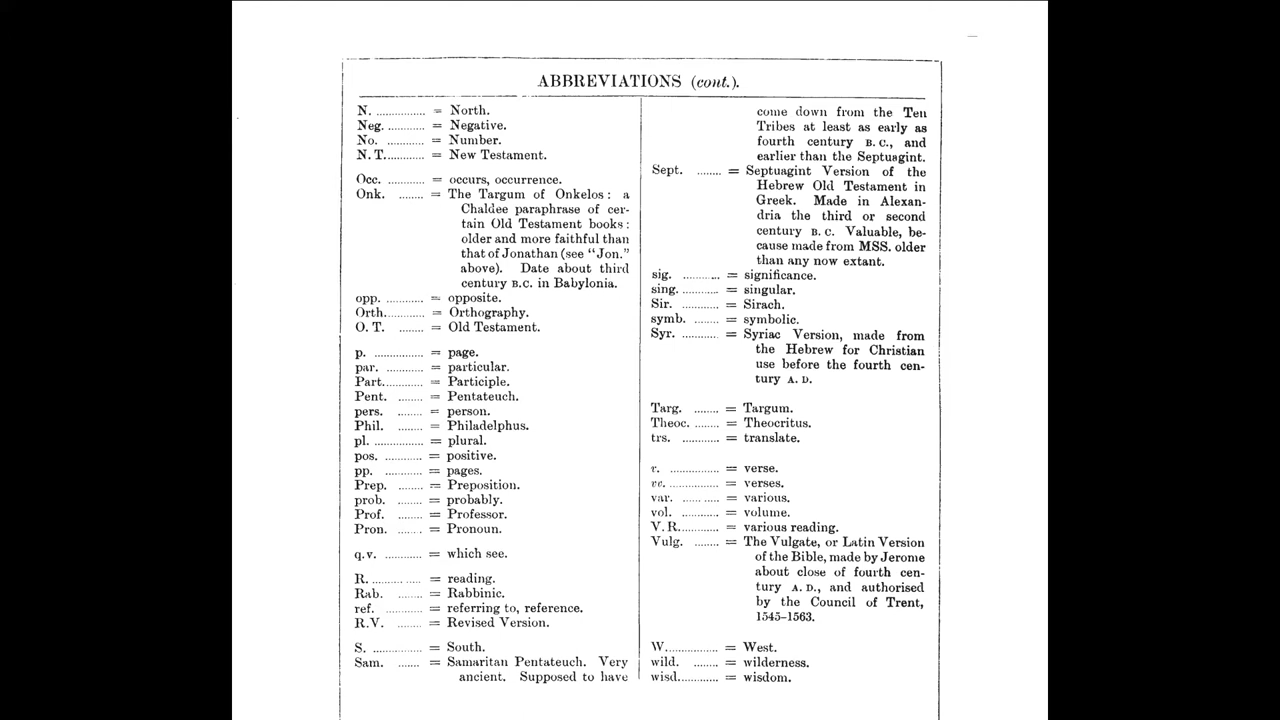 ABBREVIATIONS (cont.).
N. ............... = North.
Neg. ........... = Negative.
No. ........... = Number.
N. T............ = New Testament.
Occ. ........... = occurs, occurrence.
Onk. ........ = The Targum of Onkelos: a
Chaldee paraphrase of cer-
tain Old Testament books:
older and more faithful than
that of Jonathan (see "Jon."
above). Date about third
century B.C. in Babylonia.
opp. ........... = opposite.
Orth............ = Orthography.
O. T. ........ = Old Testament.
p. ............... = page.
par. ........... = particular.
Part............ = Participle.
Pent. ........ = Pentateuch.
pers. ........ = person.
Phil. ........ = Philadelphus.
pl. ............... = plural.
pos. ........... = positive.
pp. ........... = pages.
Prep. ........ = Preposition.
prob. ........ = probably.
Prof. ........ = Professor.
Pron. ........ = Pronoun.
q.v. ........... = which see.
R. ............... = reading.
Rab. ........ = Rabbinic.
ref. ........... = referring to, reference.
R.V. ........ = Revised Version.
S. ............... = South.
Sam. ....... = Samaritan Pentateuch. Very
ancient. Supposed to have
come down from the Ten
Tribes at least as early as
fourth century B.C., and
earlier than the Septuagint.
Sept. ........ = Septuagint Version of the
Hebrew Old Testament in
Greek. Made in Alexan-
dria the third or second
century B.C. Valuable, be-
cause made from MSS. older
than any now extant.
sig. ........... = significance.
sing. ........... = singular.
Sir. ........... = Sirach.
symb. ........ = symbolic.
Syr. ........... = Syriac Version, made from
the Hebrew for Christian
use before the fourth cen-
tury A.D.
Targ. ........ = Targum.
Theoc. ........ = Theocritus.
trs. ........... = translate.
v. ............... = verse.
vv. ............... = verses.
var. ........... = various.
vol. ........... = volume.
V.R............ = various reading.
Vulg. ........ = The Vulgate, or Latin Version
of the Bible, made by Jerome
about close of fourth cen-
tury A.D., and authorised
by the Council of Trent,
1545–1563.
W................ = West.
wild. ........ = wilderness.
wisd............ = wisdom.